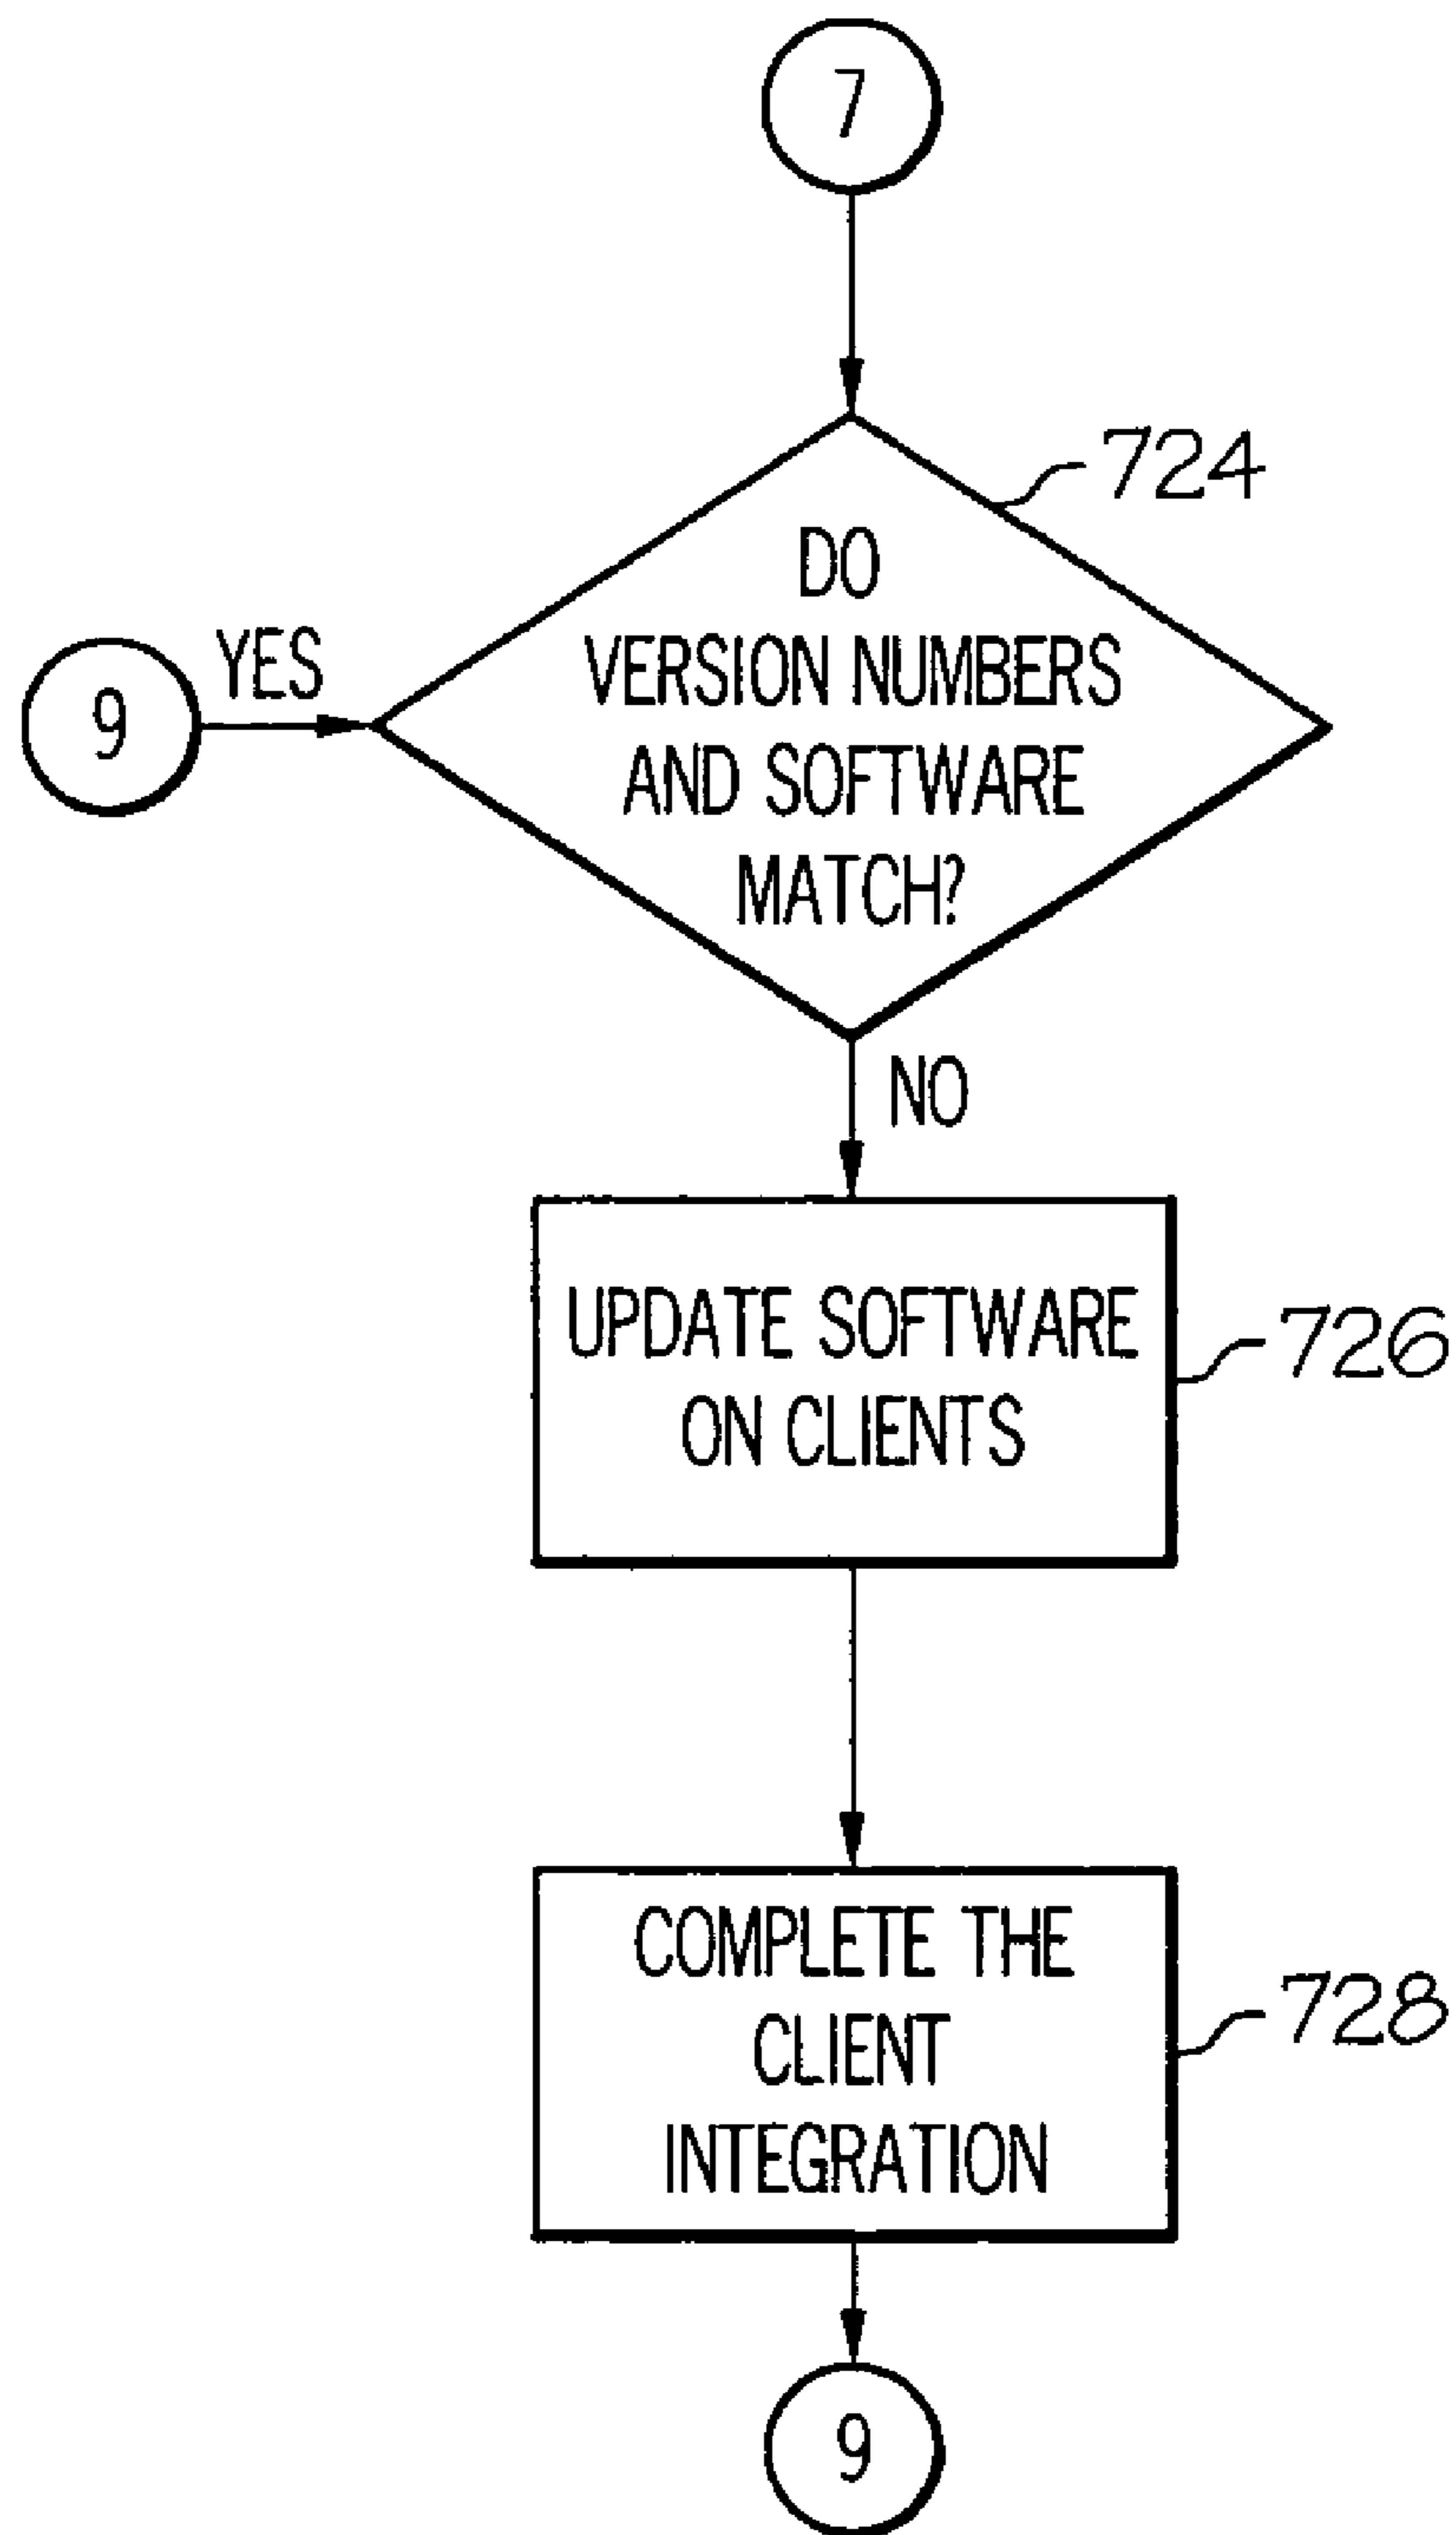 7
724
DO
VERSION NUMBERS
AND SOFTWARE
MATCH?
YES
9
NO
UPDATE SOFTWARE
ON CLIENTS
726
COMPLETE THE
CLIENT
INTEGRATION
728
9